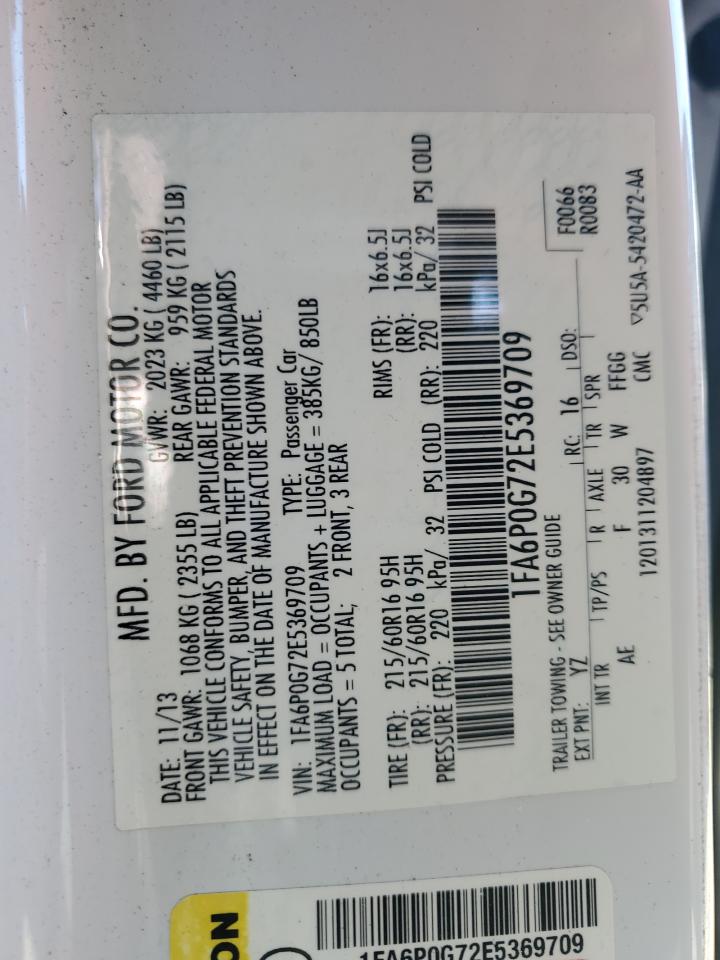 MFD. BY FORD MOTOR CO.
DATE: 11/13 GVWR: 2023 KG ( 4460 LB)
FRONT GAWR: 1068 KG ( 2355 LB) REAR GAWR: 959 KG ( 2115 LB)
THIS VEHICLE CONFORMS TO ALL APPLICABLE FEDERAL MOTOR
VEHICLE SAFETY, BUMPER, AND THEFT PREVENTION STANDARDS
IN EFFECT ON THE DATE OF MANUFACTURE SHOWN ABOVE.
VIN: 1FA6P0G72E5369709 TYPE: Passenger Car
MAXIMUM LOAD = OCCUPANTS + LUGGAGE = 385KG/ 850LB
OCCUPANTS = 5 TOTAL; 2 FRONT, 3 REAR
TIRE (FR): 215/60R16 95H RIMS (FR): 16x6.5J
(RR): 215/60R16 95H (RR): 16x6.5J
PRESSURE (FR): 220 kPa/ 32 PSI COLD (RR): 220 kPa/ 32 PSI COLD
1FA6P0G72E5369709
TRAILER TOWING - SEE OWNER GUIDE F0066
EXT PNT: YZ RC: 16 DSO: R0083
INT TR TP/PS R AXLE TR SPR
AE F 30 W FFGG
1201311204897 CMC ▽5U5A-5420472-AA
ON
1FA6P0G72E5369709